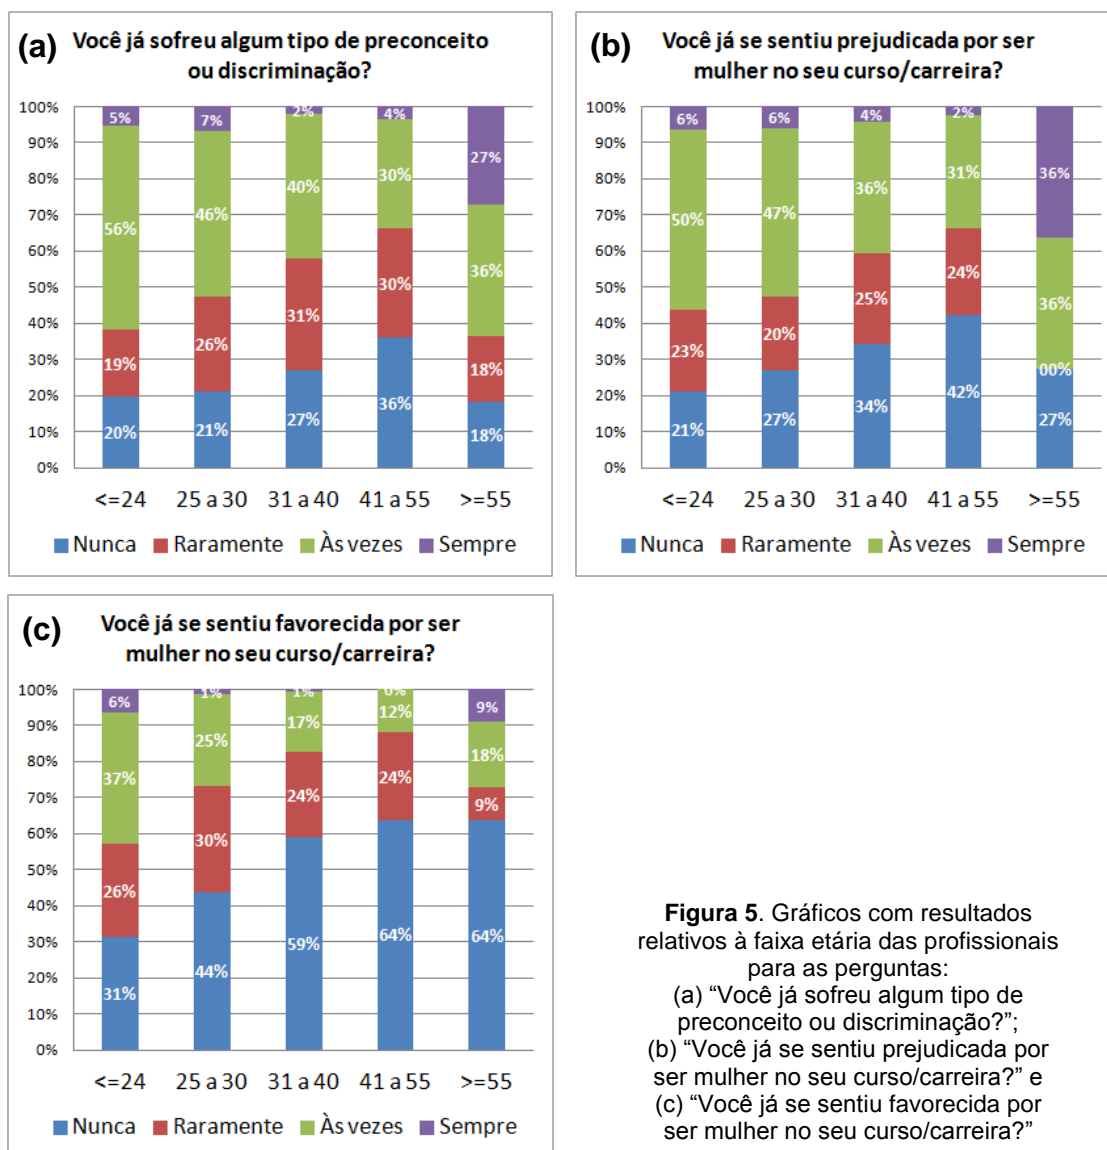 (a) Você já sofreu algum tipo de preconceito
ou discriminação?
100%
90%
80%
70%
60%
50%
40%
30%
20%
10%
0%
5% 7% 2% 4% 27%
56% 46% 40% 30% 36%
19% 26% 31% 30% 18%
20% 21% 27% 36% 18%
<=24 25 a 30 31 a 40 41 a 55 >=55
Nunca Raramente Às vezes Sempre
(b) Você já se sentiu prejudicada por ser
mulher no seu curso/carreira?
100%
90%
80%
70%
60%
50%
40%
30%
20%
10%
0%
6% 6% 4% 2% 36%
50% 47% 36% 31% 36%
23% 20% 25% 24% 00%
21% 27% 34% 42% 27%
<=24 25 a 30 31 a 40 41 a 55 >=55
Nunca Raramente Às vezes Sempre
(c) Você já se sentiu favorecida por ser
mulher no seu curso/carreira?
100%
90%
80%
70%
60%
50%
40%
30%
20%
10%
0%
6% 1% 1% 0% 9%
37% 25% 17% 12% 18%
26% 30% 24% 24% 9%
31% 44% 59% 64% 64%
<=24 25 a 30 31 a 40 41 a 55 >=55
Nunca Raramente Às vezes Sempre
Figura 5. Gráficos com resultados
relativos à faixa etária das profissionais
para as perguntas:
(a) “Você já sofreu algum tipo de
preconceito ou discriminação?”;
(b) “Você já se sentiu prejudicada por
ser mulher no seu curso/carreira?” e
(c) “Você já se sentiu favorecida por
ser mulher no seu curso/carreira?”